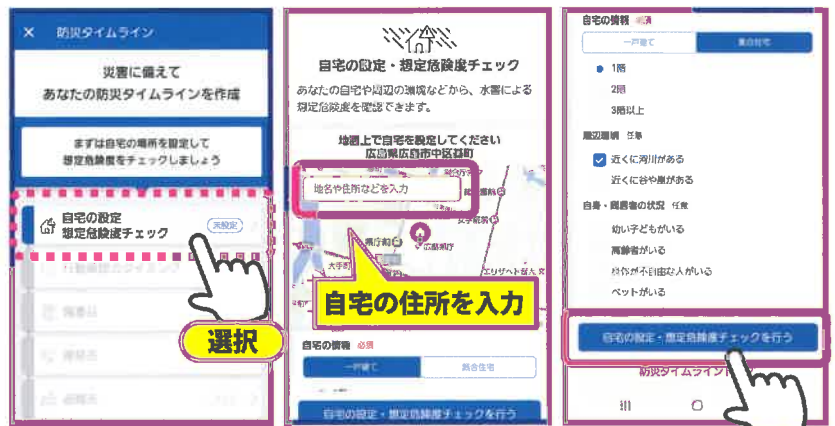 × 防災タイムライン
災害に備えて
あなたの防災タイムラインを作成
まずは自宅の場所を設定して
想定危険度をチェックしましょう
自宅の設定
想定危険度チェック
未設定
選択
自宅の設定・想定危険度チェック
あなたの自宅や周辺の環境などから、水害による
想定危険度を確認できます。
地図上で自宅を設定してください
広島県広島市中区基町
地名や住所などを入力
県庁前
広島県庁
大手町
自宅の住所を入力
自宅の情報 必須
一戸建て
集合住宅
自宅の設定・想定危険度チェックを行う
自宅の情報 必須
一戸建て
集合住宅
1階
2階
3階以上
周辺環境 任意
近くに河川がある
近くに谷や崖がある
自身・同居者の状況 任意
幼い子どもがいる
高齢者がいる
身体が不自由な人がいる
ペットがいる
自宅の設定・想定危険度チェックを行う
防災タイムライン